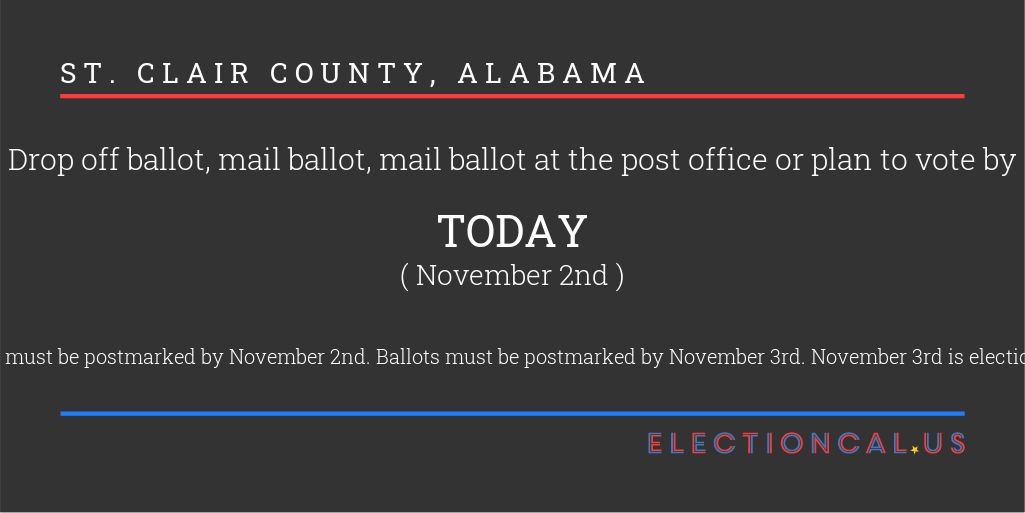 ST. CLAIR COUNTY, ALABAMA
Drop off ballot, mail ballot, mail ballot at the post office or plan to vote by
TODAY
( November 2nd )
must be postmarked by November 2nd. Ballots must be postmarked by November 3rd. November 3rd is electio
ELECTIONCAL.US